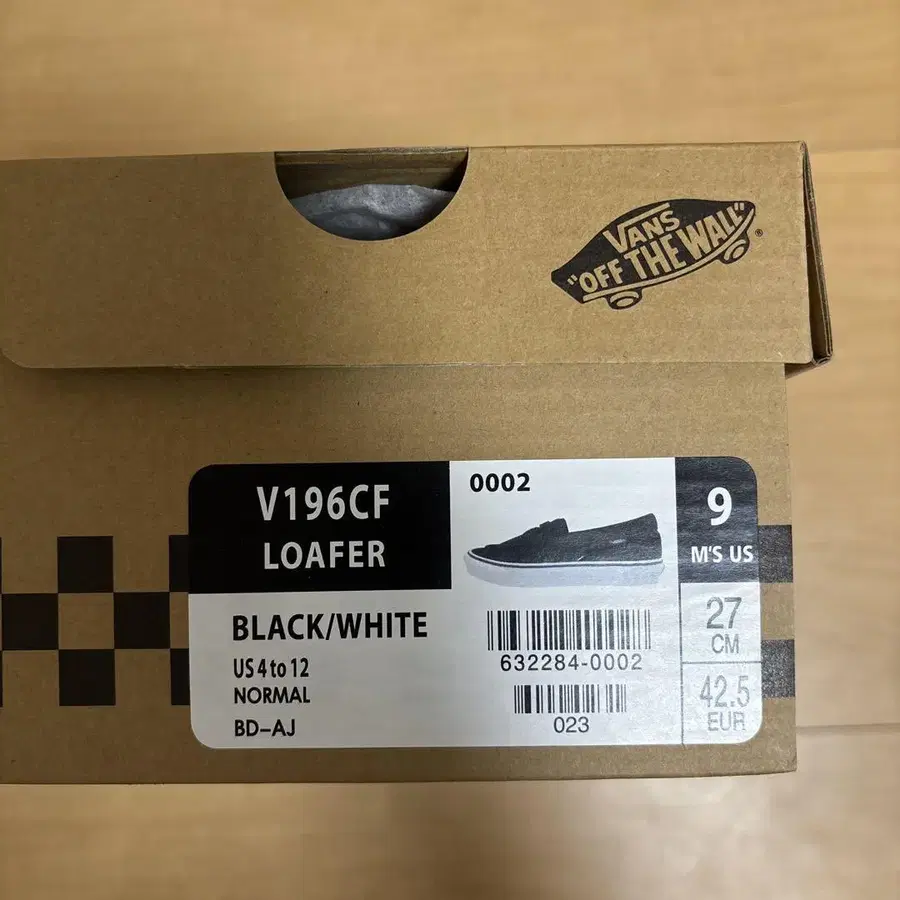 VANS
"OFF THE WALL"
®
V196CF
LOAFER
0002
9
M'S US
BLACK/WHITE
US 4 to 12
NORMAL
BD-AJ
632284-0002
023
27
CM
42.5
EUR